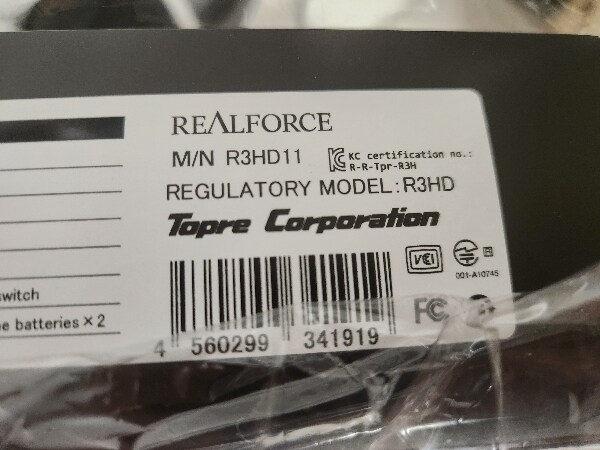 REALFORCE
M/N R3HD11
KC certification no.:
R-R-Tpr-R3H
REGULATORY MODEL:R3HD
Topre Corporation
VCI
R
001-A10745
switch
e batteries×2
FC
4 560299 341919